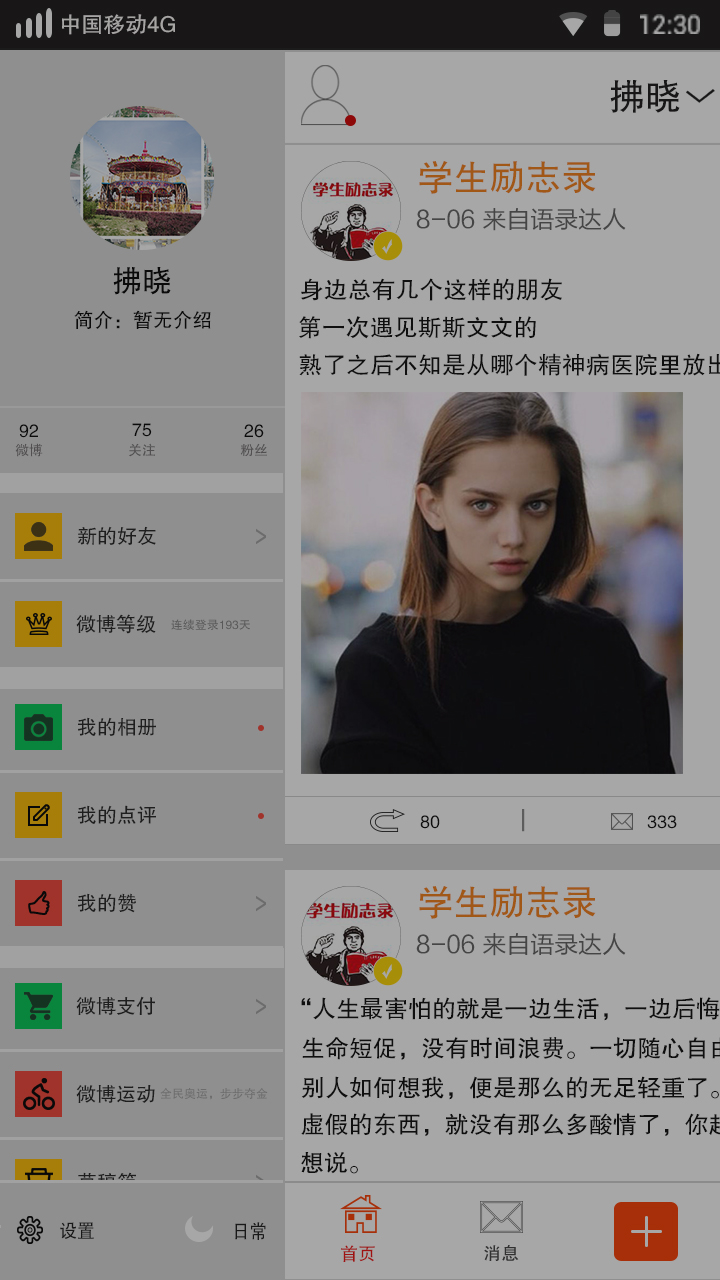 中国移动4G
12:30
拂晓
简介：暂无介绍
92
微博
75
关注
26
粉丝
新的好友
微博等级 连续登录193天
我的相册
我的点评
我的赞
微博支付
微博运动 全民奥运，步步夺金
设置
日常
拂晓
学生励志录
学生励志录
8-06 来自语录达人
身边总有几个这样的朋友
第一次遇见斯斯文文的
熟了之后不知是从哪个精神病医院里放出
80
333
学生励志录
学生励志录
8-06 来自语录达人
“人生最害怕的就是一边生活，一边后悔
生命短促，没有时间浪费。一切随心自由
别人如何想我，便是那么的无足轻重了。
虚假的东西，就没有那么多酸情了，你赴
想说。
首页
消息